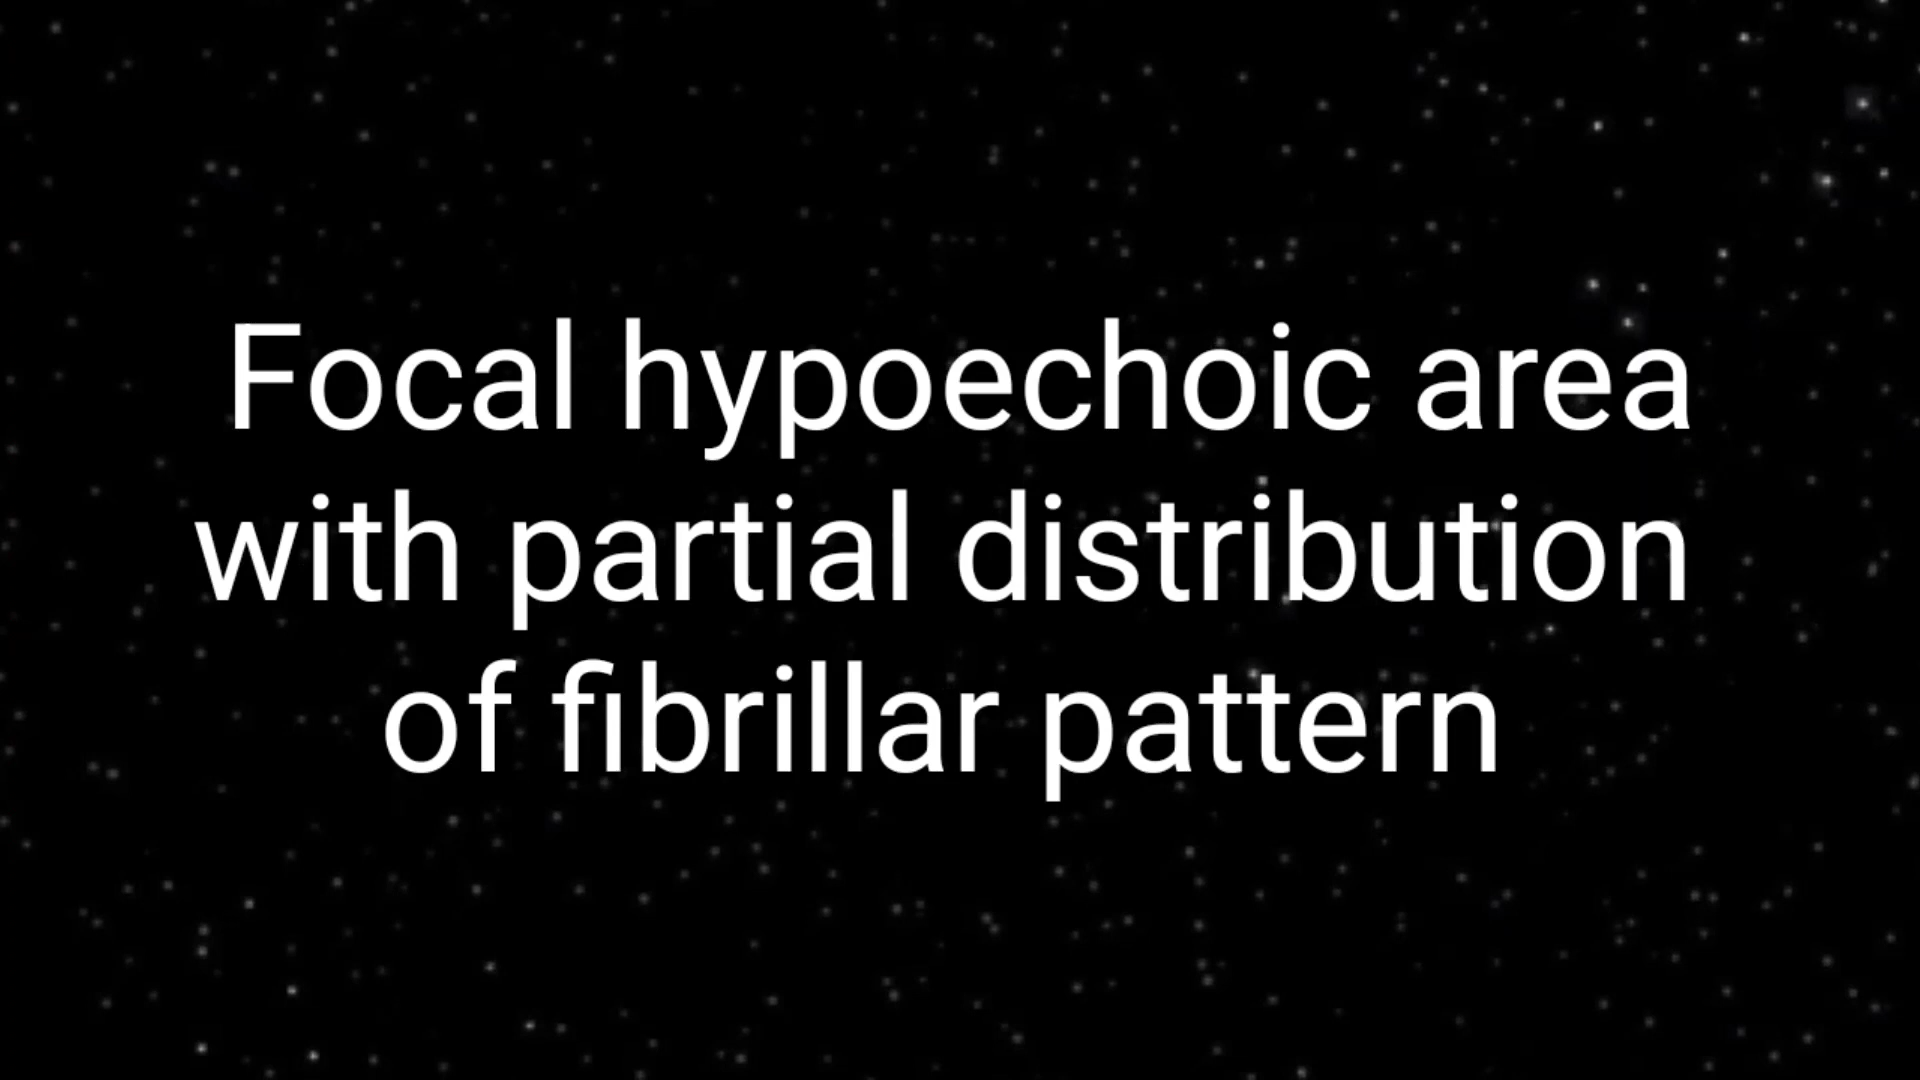 Focal hypoechoic area
with partial distribution
of fibrillar pattern